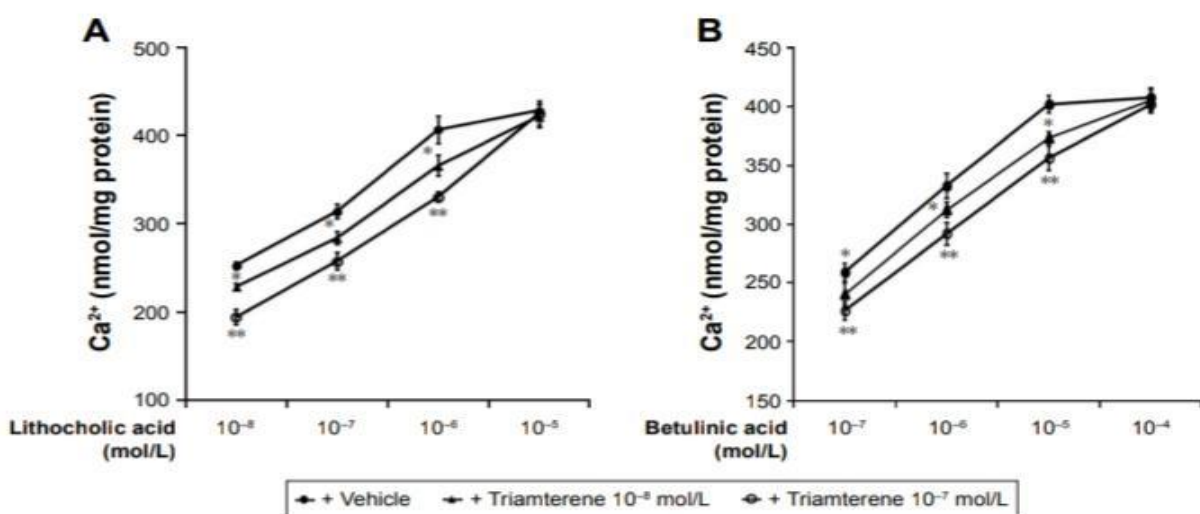 A
B
500
400
300
200
100
Ca²⁺ (nmol/mg protein)
*
*
*
**
**
**
Lithocholic acid
(mol/L)
10⁻⁸ 10⁻⁷ 10⁻⁶ 10⁻⁵
450
400
350
300
250
200
150
Ca²⁺ (nmol/mg protein)
*
*
*
**
**
**
Betulinic acid
(mol/L)
10⁻⁷ 10⁻⁶ 10⁻⁵ 10⁻⁴
+ Vehicle + Triamterene 10⁻⁸ mol/L + Triamterene 10⁻⁷ mol/L